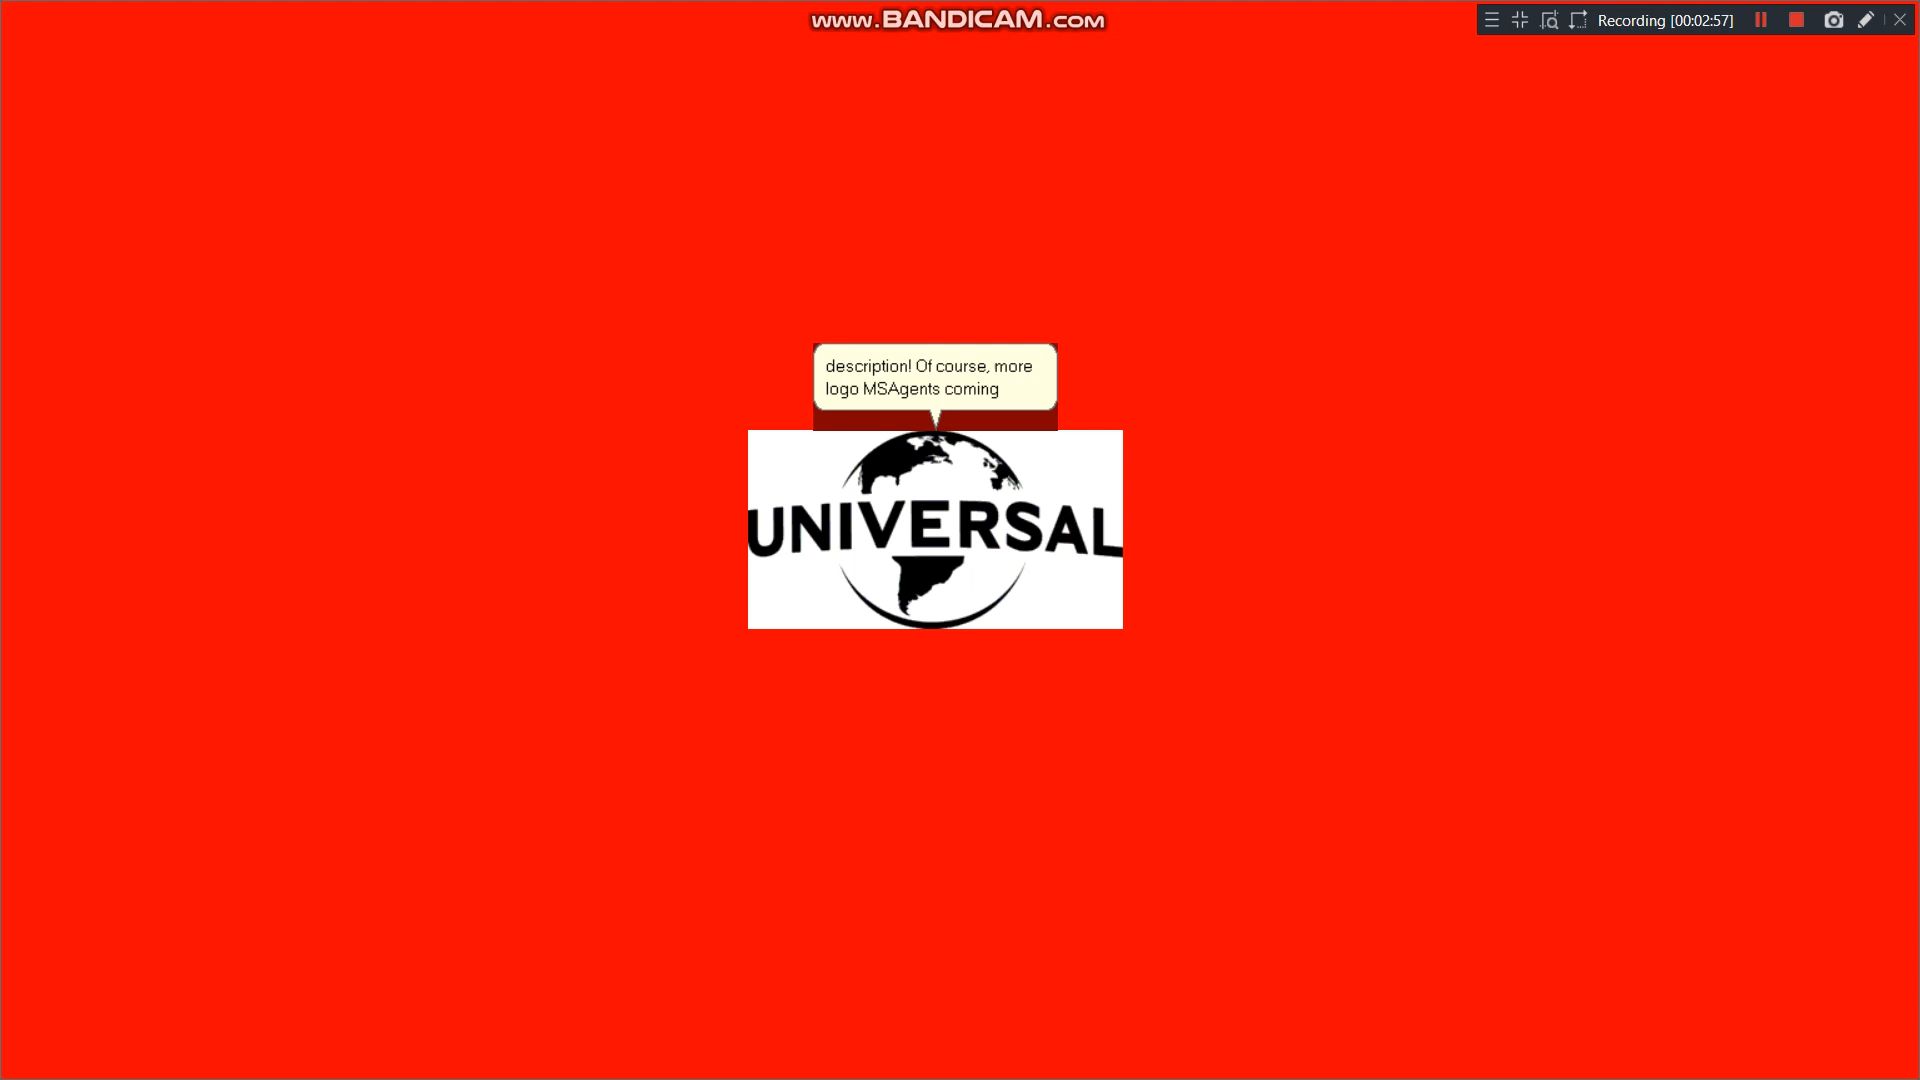 www.BANDICAM.com
Recording [00:02:57]
description! Of course, more
logo MSAgents coming
UNIVERSAL